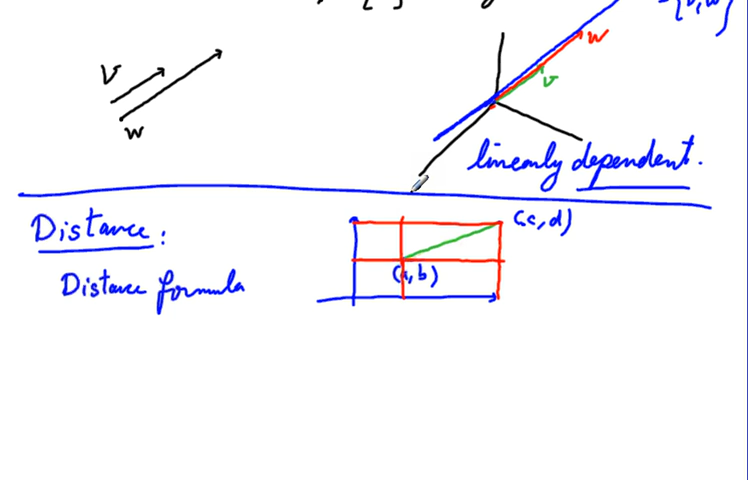 v
w
w
v
linearly dependent.
Distance:
(c,d)
(a,b)
Distance formula